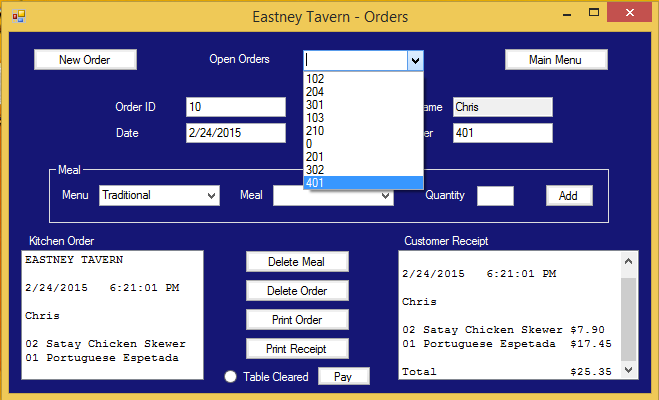 Eastney Tavern - Orders
New Order
Open Orders
Main Menu
102
204
301
103
210
0
201
302
401
Order ID 10
Chris
Date 2/24/2015
401
Meal
Menu Traditional Meal Quantity Add
Kitchen Order
EASTNEY TAVERN
2/24/2015 6:21:01 PM
Chris
02 Satay Chicken Skewer
01 Portuguese Espetada
Delete Meal
Delete Order
Print Order
Print Receipt
Table Cleared Pay
Customer Receipt
2/24/2015 6:21:01 PM
Chris
02 Satay Chicken Skewer $7.90
01 Portuguese Espetada $17.45
Total $25.35